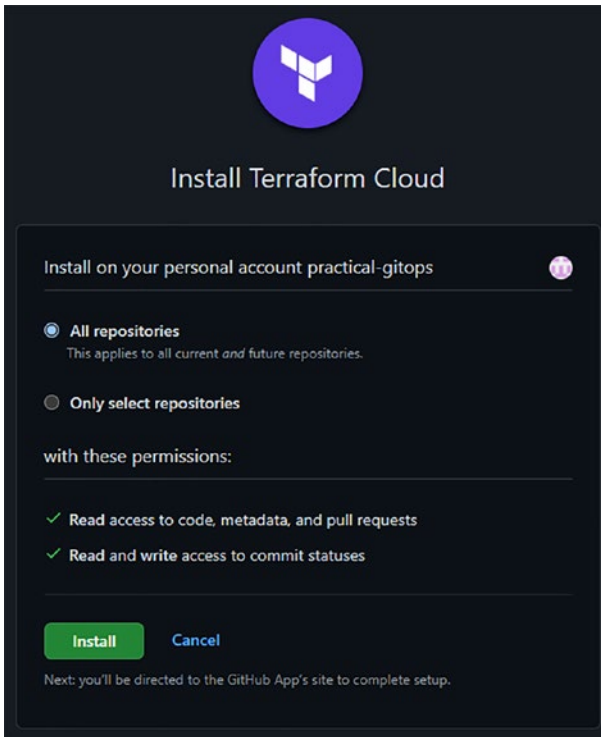 Install Terraform Cloud
Install on your personal account practical-gitops
All repositories
This applies to all current and future repositories.
Only select repositories
with these permissions:
Read access to code, metadata, and pull requests
Read and write access to commit statuses
Install Cancel
Next: you'll be directed to the GitHub App's site to complete setup.